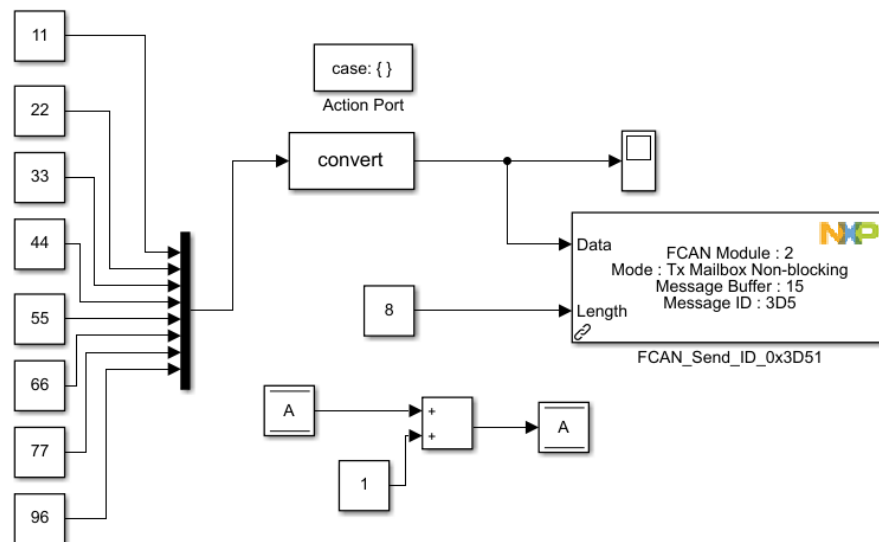 11
22
33
44
55
66
77
96
case: { }
Action Port
convert
NXP
Data
Length
FCAN Module : 2
Mode : Tx Mailbox Non-blocking
Message Buffer : 15
Message ID : 3D5
FCAN_Send_ID_0x3D51
8
A
+
+
A
1